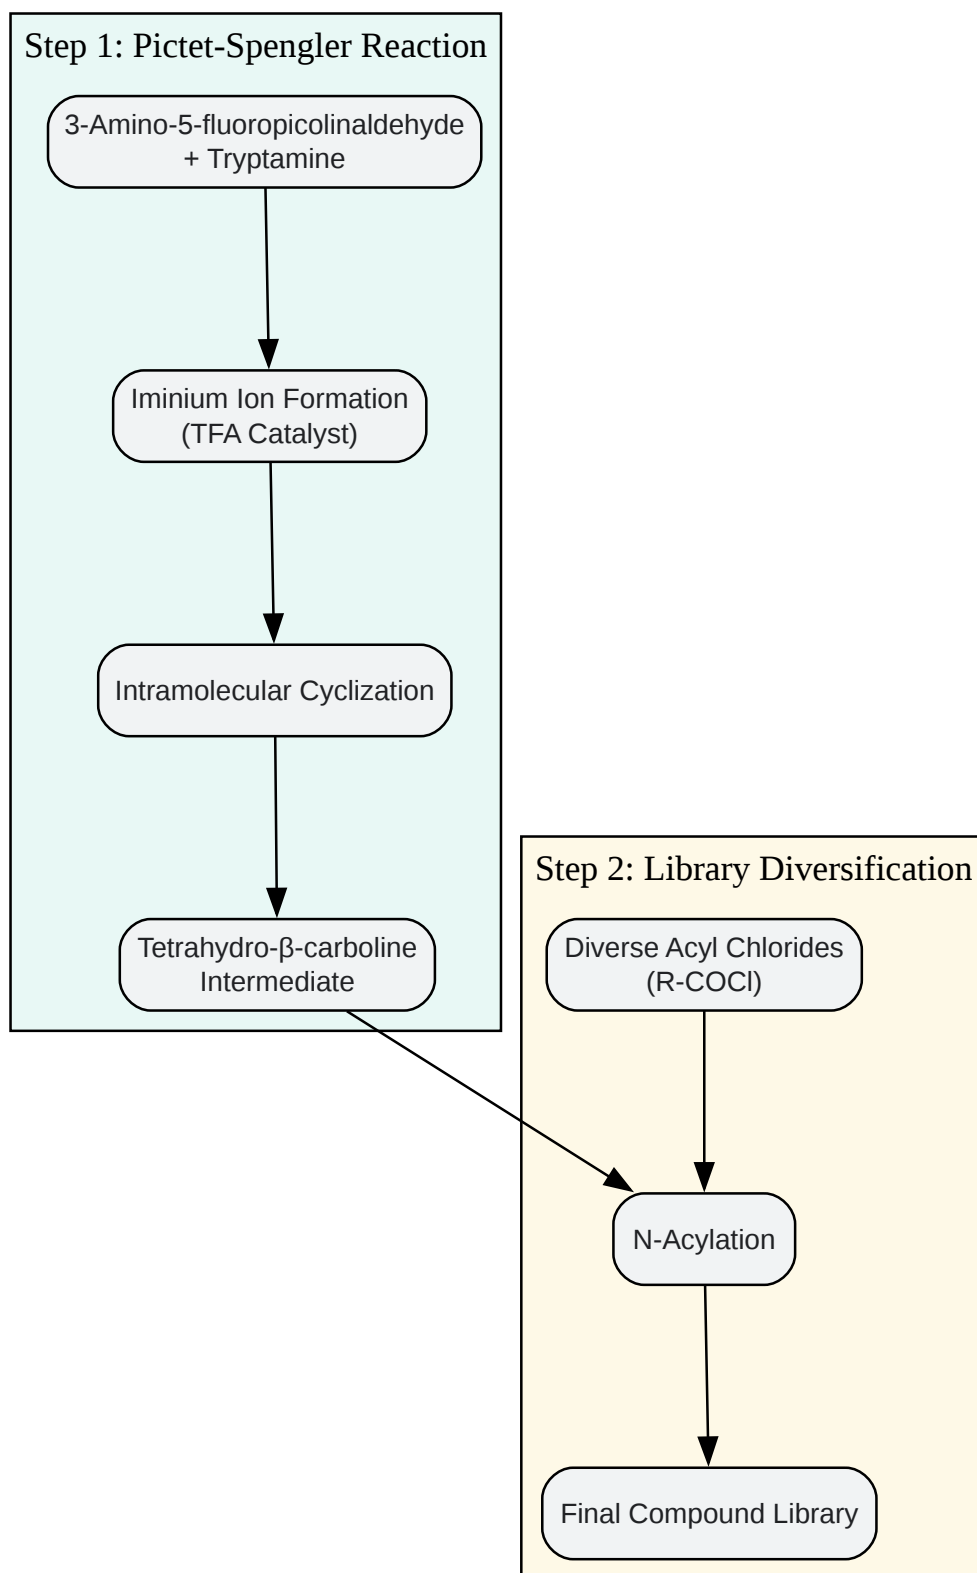 Step 1: Pictet-Spengler Reaction
3-Amino-5-fluoropicolinaldehyde
+ Tryptamine
Iminium Ion Formation
(TFA Catalyst)
Intramolecular Cyclization
Tetrahydro-β-carboline
Intermediate
Step 2: Library Diversification
Diverse Acyl Chlorides
(R-COCl)
N-Acylation
Final Compound Library